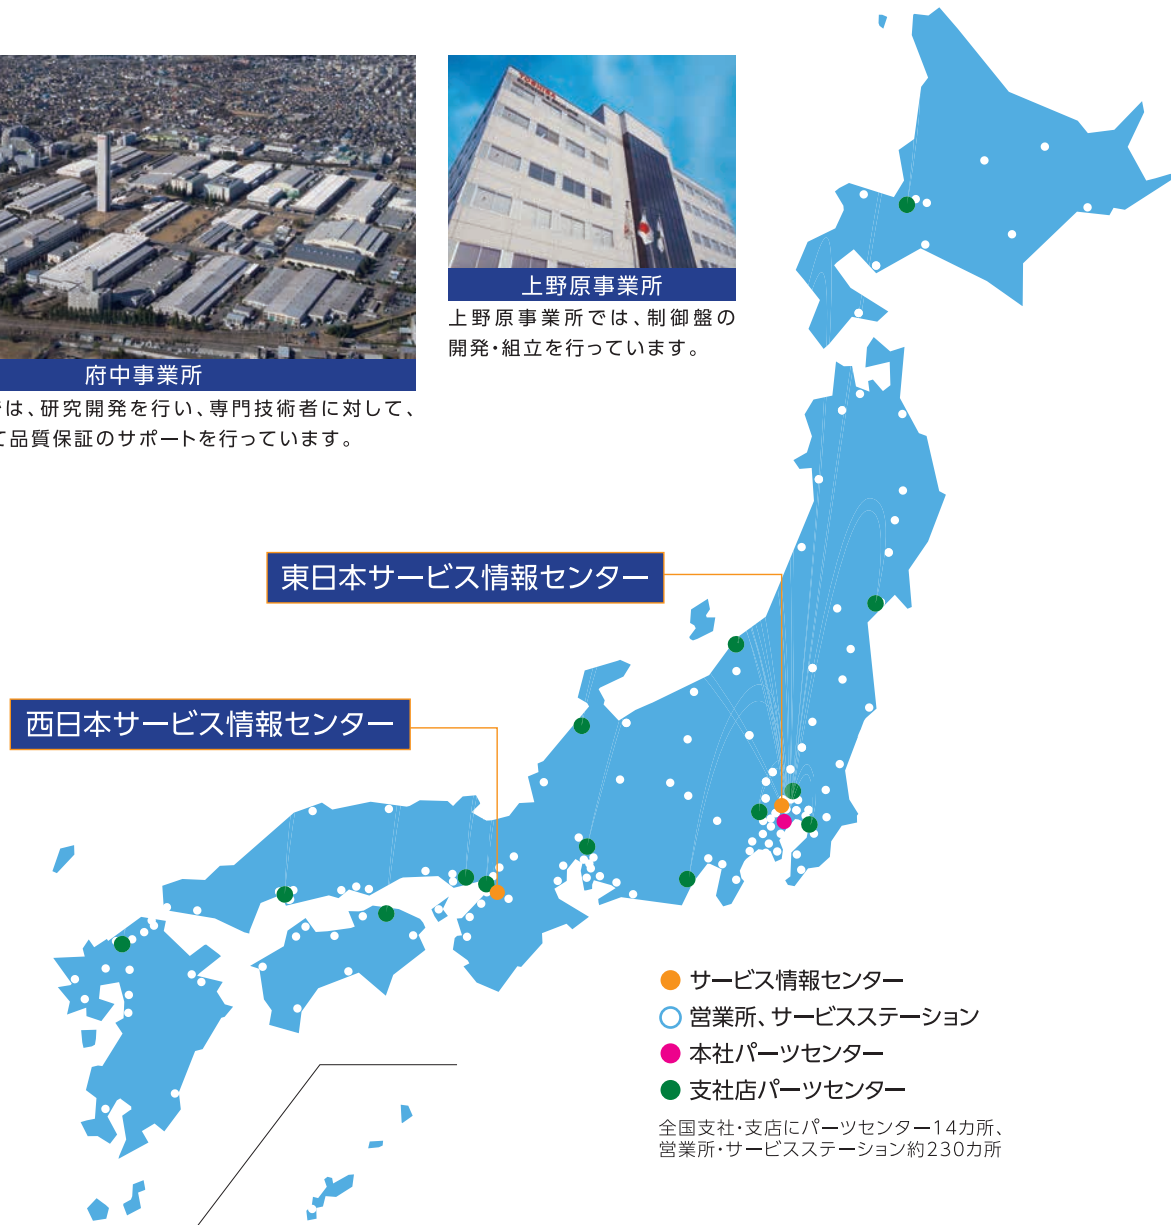 上野原事業所
上野原事業所では、制御盤の
開発・組立を行っています。
府中事業所
は、研究開発を行い、専門技術者に対して、
て品質保証のサポートを行っています。
東日本サービス情報センター
西日本サービス情報センター
サービス情報センター
営業所、サービスステーション
本社パーツセンター
支社店パーツセンター
全国支社・支店にパーツセンター14カ所、
営業所・サービスステーション約230カ所